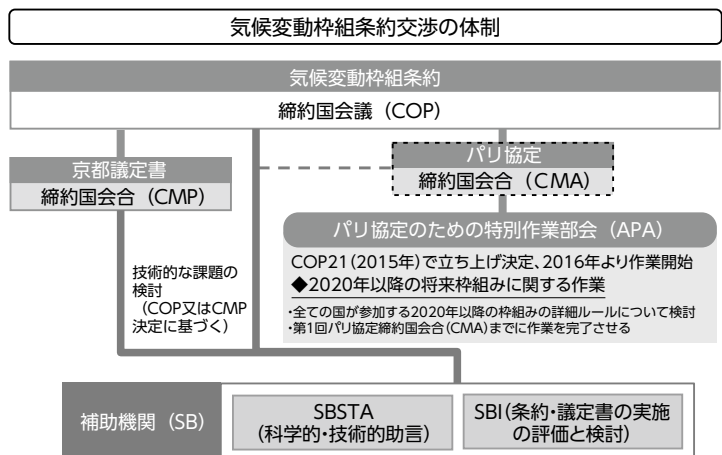 気候変動枠組条約交渉の体制
気候変動枠組条約
締約国会議（COP）
京都議定書
締約国会合（CMP）
パリ協定
締約国会合（CMA）
パリ協定のための特別作業部会（APA）
COP21（2015年）で立ち上げ決定、2016年より作業開始
◆2020年以降の将来枠組みに関する作業
・全ての国が参加する2020年以降の枠組みの詳細ルールについて検討
・第1回パリ協定締約国会合（CMA）までに作業を完了させる
技術的な課題の
検討
（COP又はCMP
決定に基づく）
補助機関（SB）
SBSTA
（科学的・技術的助言）
SBI（条約・議定書の実施
の評価と検討）